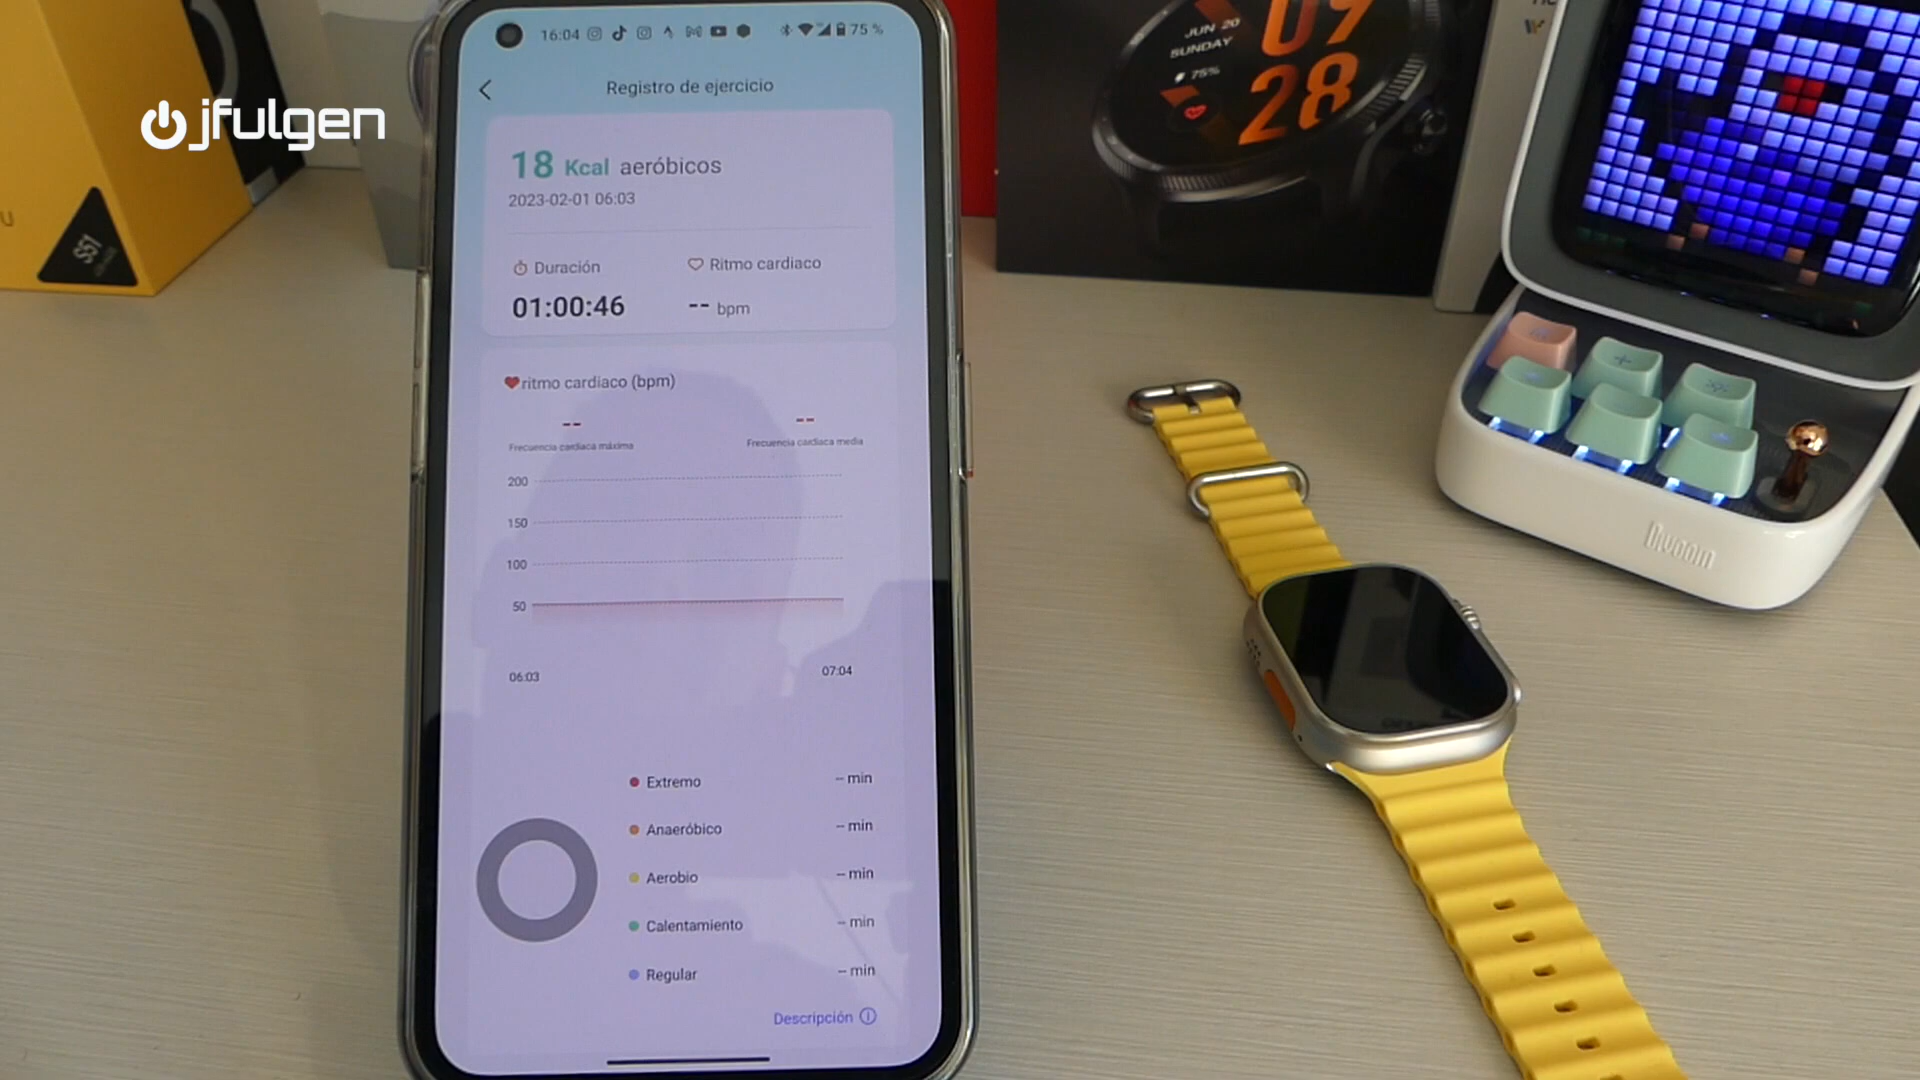 jfulgen
S51
16:04
75 %
Registro de ejercicio
18 Kcal aeróbicos
2023-02-01 06:03
Duración
Ritmo cardiaco
01:00:46
-- bpm
ritmo cardiaco (bpm)
--
--
Frecuencia cardiaca máxima
Frecuencia cardiaca media
200
150
100
50
06:03
07:04
Extremo -- min
Anaeróbico -- min
Aerobio -- min
Calentamiento -- min
Regular -- min
Descripción
JUN 20
SUNDAY
75%
09
28
Divoom